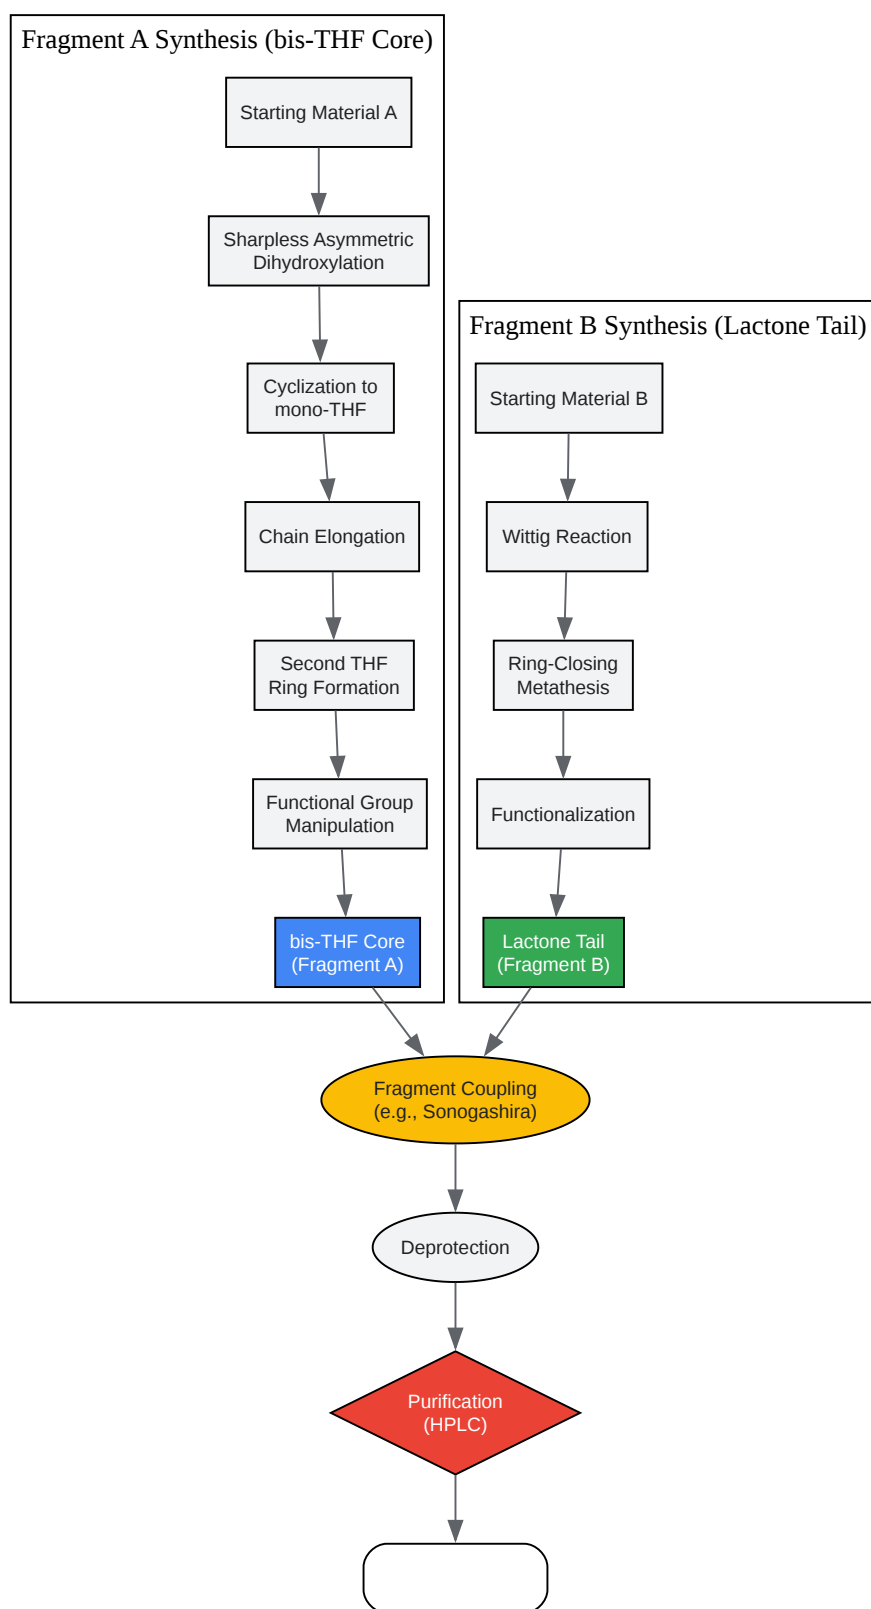 Fragment A Synthesis (bis-THF Core)
Starting Material A
Sharpless Asymmetric
Dihydroxylation
Cyclization to
mono-THF
Chain Elongation
Second THF
Ring Formation
Functional Group
Manipulation
bis-THF Core
(Fragment A)
Fragment B Synthesis (Lactone Tail)
Starting Material B
Wittig Reaction
Ring-Closing
Metathesis
Functionalization
Lactone Tail
(Fragment B)
Fragment Coupling
(e.g., Sonogashira)
Deprotection
Purification
(HPLC)